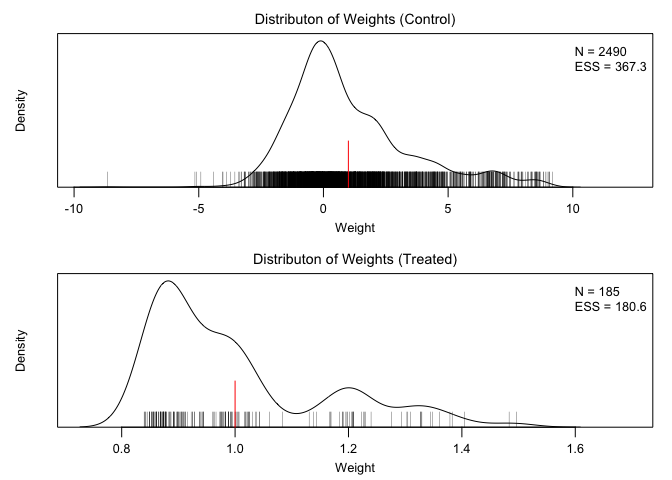 Distributon of Weights (Control)
N = 2490
ESS = 367.3
Density
-10 -5 0 5 10
Weight
Distributon of Weights (Treated)
N = 185
ESS = 180.6
Density
0.8 1.0 1.2 1.4 1.6
Weight